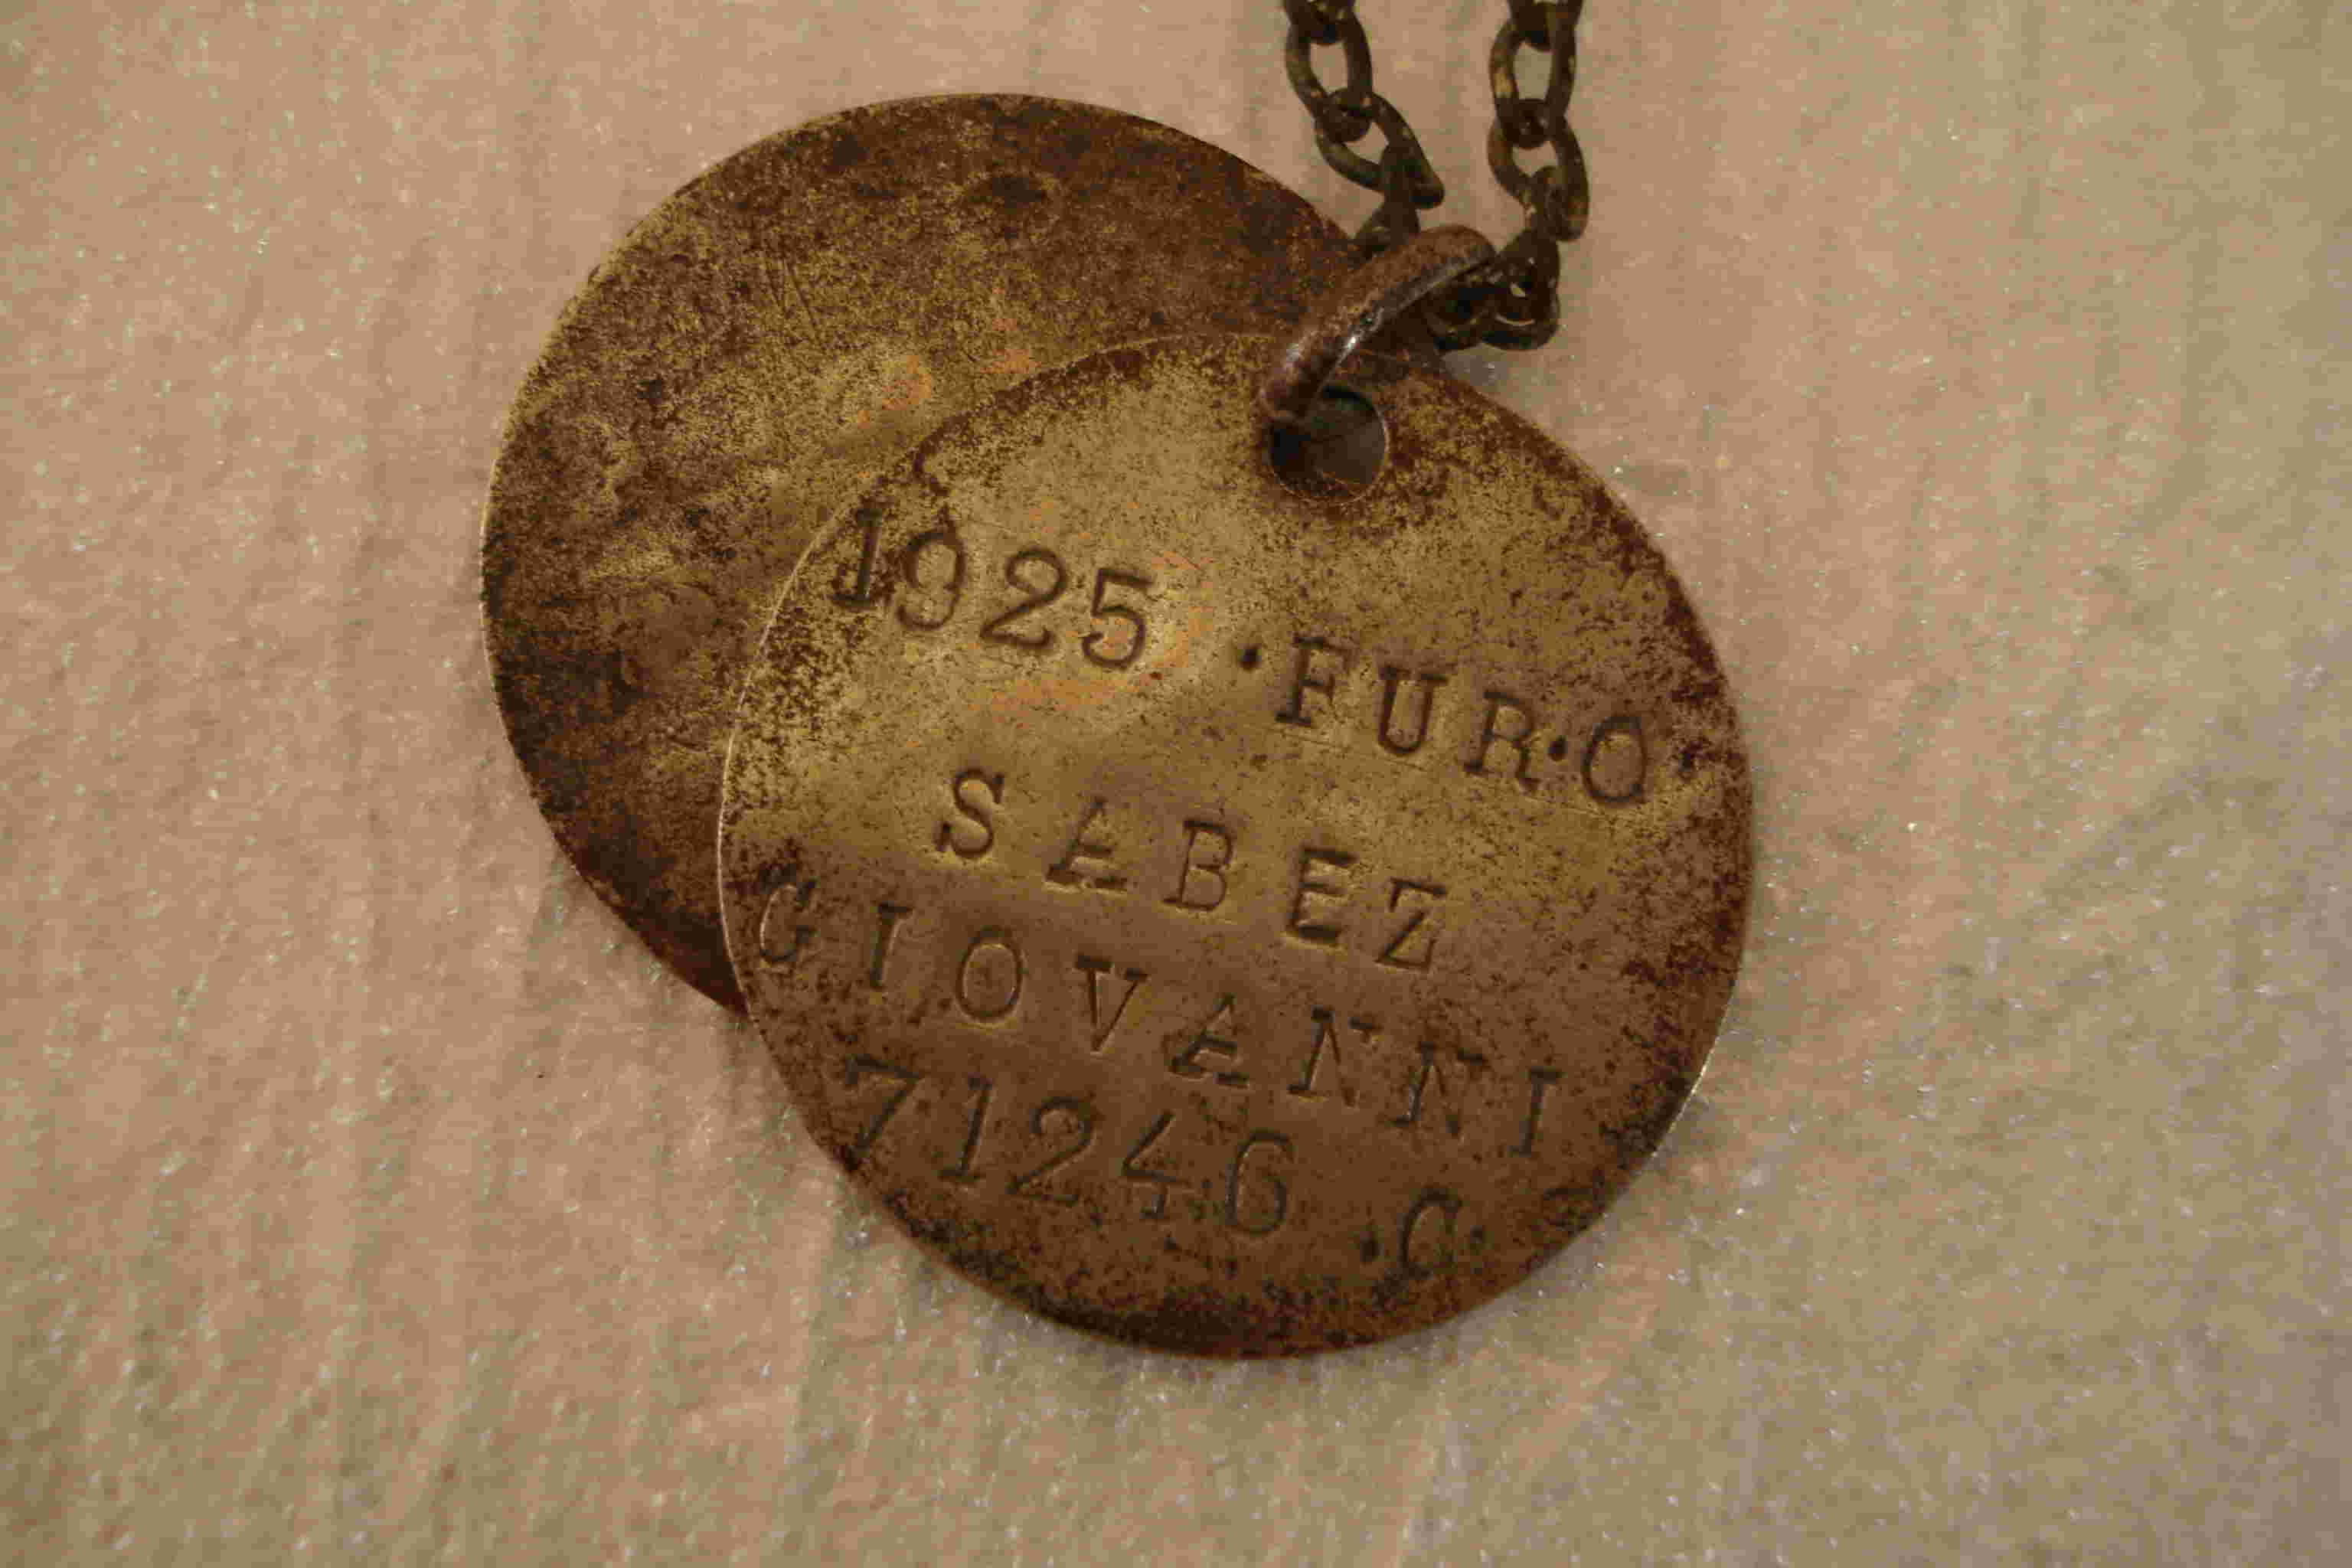 1925 .FUR.O
SABEZ
GIOVANNI
71246 .C.